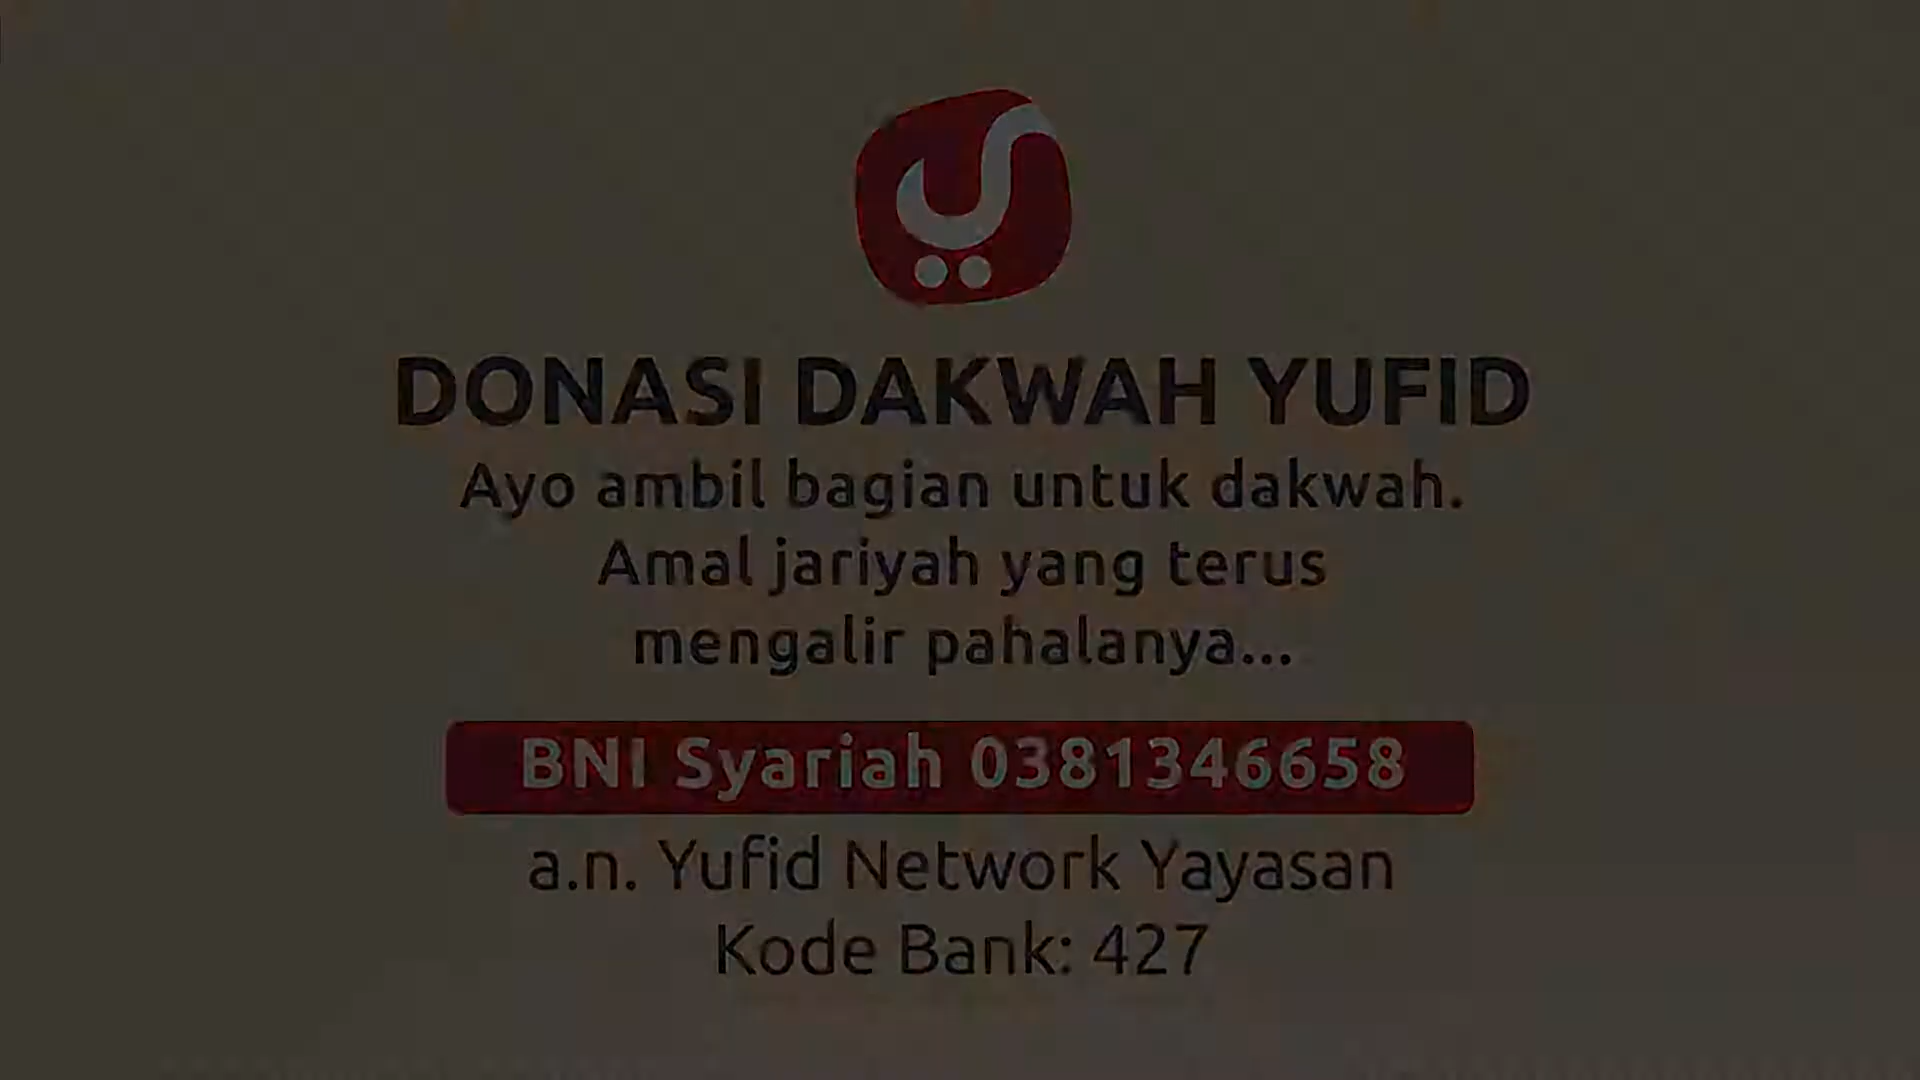 DONASI DAKWAH YUFID
Ayo ambil bagian untuk dakwah.
Amal jariyah yang terus
mengalir pahalanya...
BNI Syariah 0381346658
a.n. Yufid Network Yayasan
Kode Bank: 427